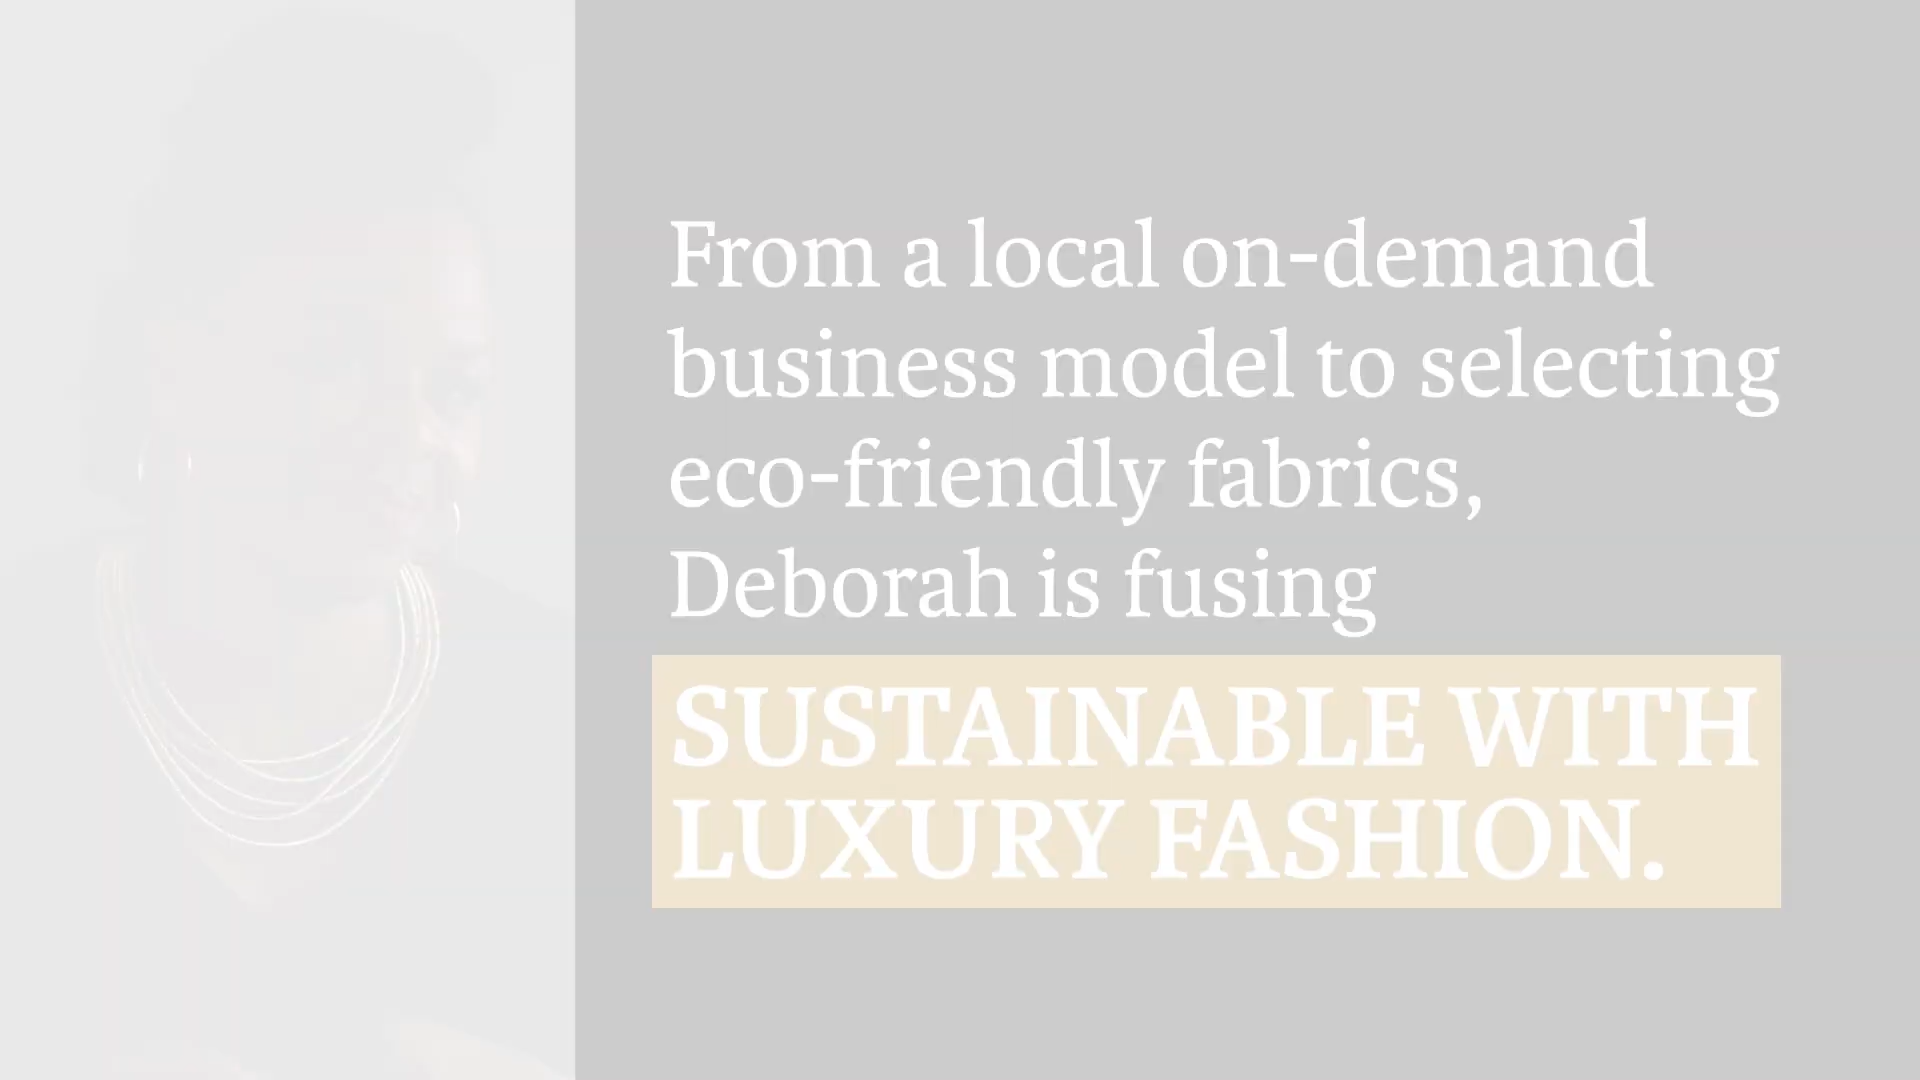 From a local on-demand
business model to selecting
eco-friendly fabrics,
Deborah is fusing
SUSTAINABLE WITH
LUXURY FASHION.